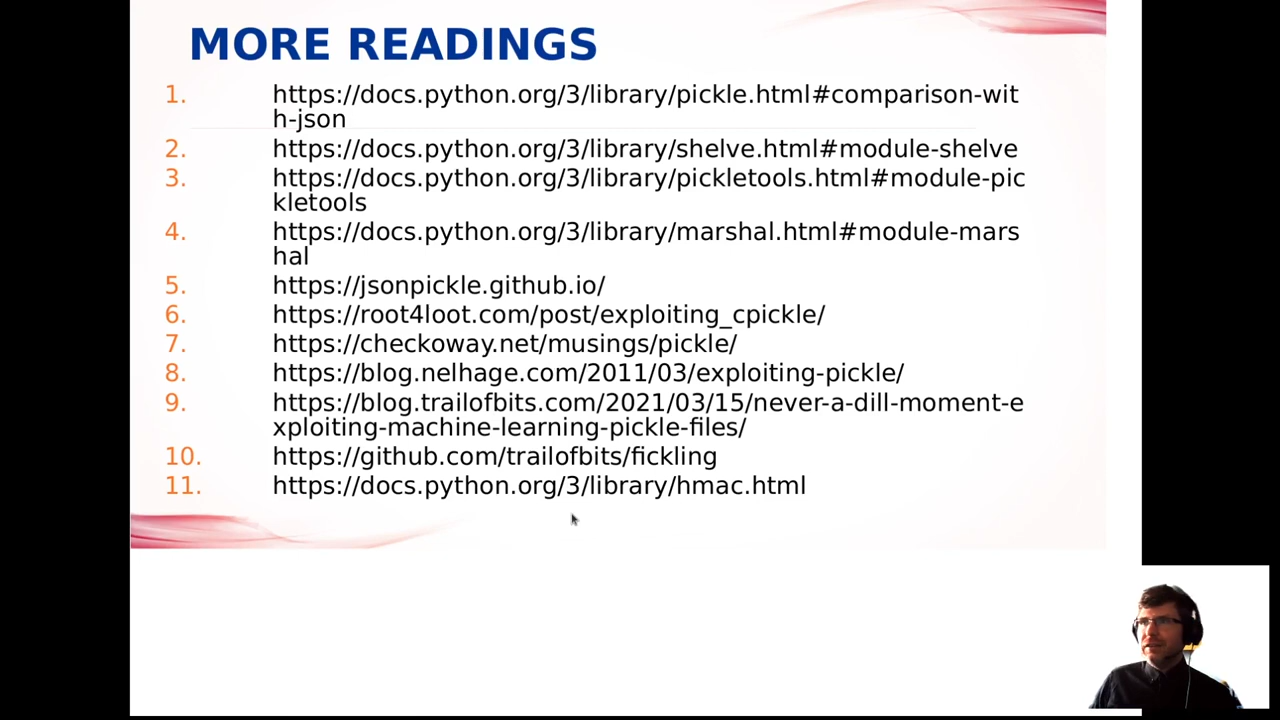 MORE READINGS
1. https://docs.python.org/3/library/pickle.html#comparison-wit
h-json
2. https://docs.python.org/3/library/shelve.html#module-shelve
3. https://docs.python.org/3/library/pickletools.html#module-pic
kletools
4. https://docs.python.org/3/library/marshal.html#module-mars
hal
5. https://jsonpickle.github.io/
6. https://root4loot.com/post/exploiting_cpickle/
7. https://checkoway.net/musings/pickle/
8. https://blog.nelhage.com/2011/03/exploiting-pickle/
9. https://blog.trailofbits.com/2021/03/15/never-a-dill-moment-e
xploiting-machine-learning-pickle-files/
10. https://github.com/trailofbits/fickling
11. https://docs.python.org/3/library/hmac.html